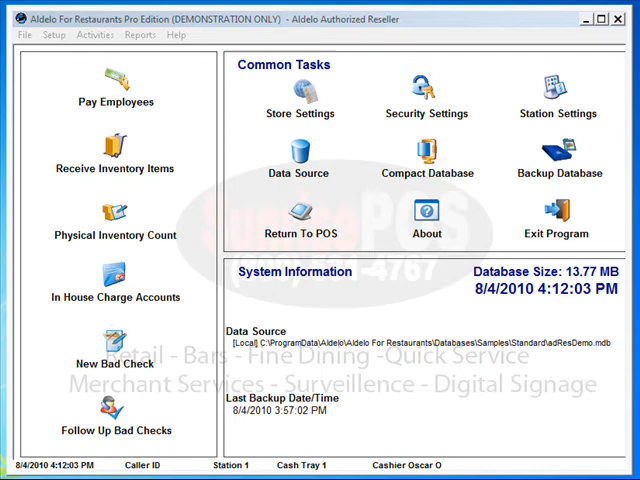 Aldelo For Restaurants Pro Edition (DEMONSTRATION ONLY) - Aldelo Authorized Reseller
File Setup Activities Reports Help
Pay Employees
Receive Inventory Items
Physical Inventory Count
In House Charge Accounts
New Bad Check
Follow Up Bad Checks
Common Tasks
Store Settings
Security Settings
Station Settings
Data Source
Compact Database
Backup Database
Return To POS
About
Exit Program
SunrisePOS
4767
System Information
Database Size: 13.77 MB
8/4/2010 4:12:03 PM
Data Source
[Local] C:\ProgramData\Aldelo\Aldelo For Restaurants\Databases\Samples\Standard\adResDemo.mdb
Retail - Bars - Fine Dining -Quick Service
Merchant Services - Surveillence - Digital Signage
Last Backup Date/Time
8/4/2010 3:57:02 PM
8/4/2010 4:12:03 PM Caller ID Station 1 Cash Tray 1 Cashier Oscar O